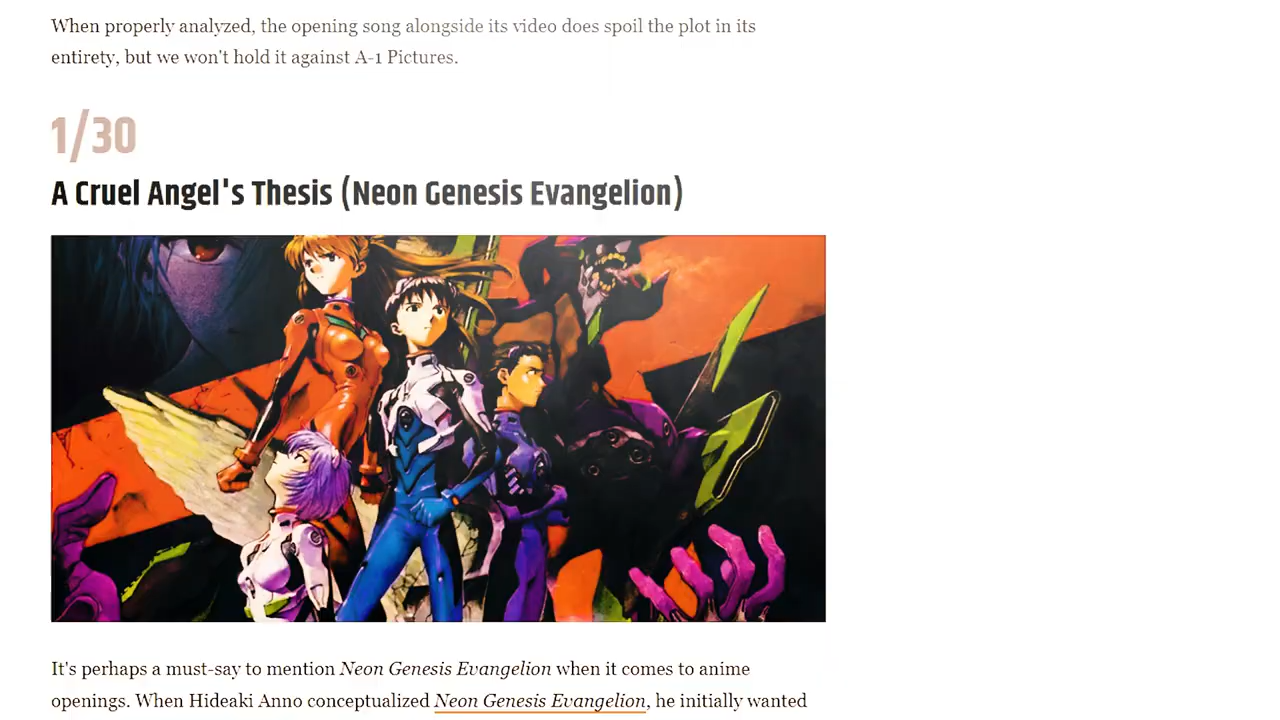 When properly analyzed, the opening song alongside its video does spoil the plot in its
entirety, but we won't hold it against A-1 Pictures.
1/30
A Cruel Angel's Thesis (Neon Genesis Evangelion)
It's perhaps a must-say to mention Neon Genesis Evangelion when it comes to anime
openings. When Hideaki Anno conceptualized Neon Genesis Evangelion, he initially wanted